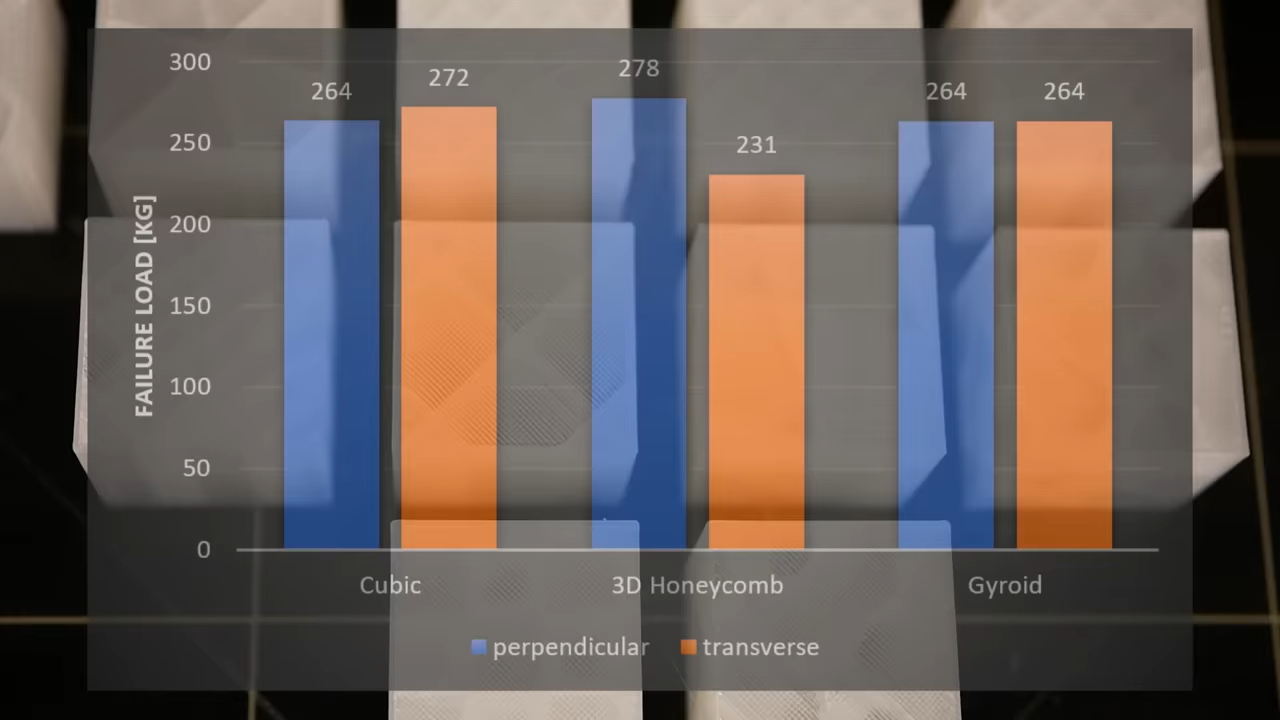 FAILURE LOAD [KG]
300
250
200
150
100
50
0
264
272
278
231
264
264
Cubic
3D Honeycomb
Gyroid
perpendicular
transverse